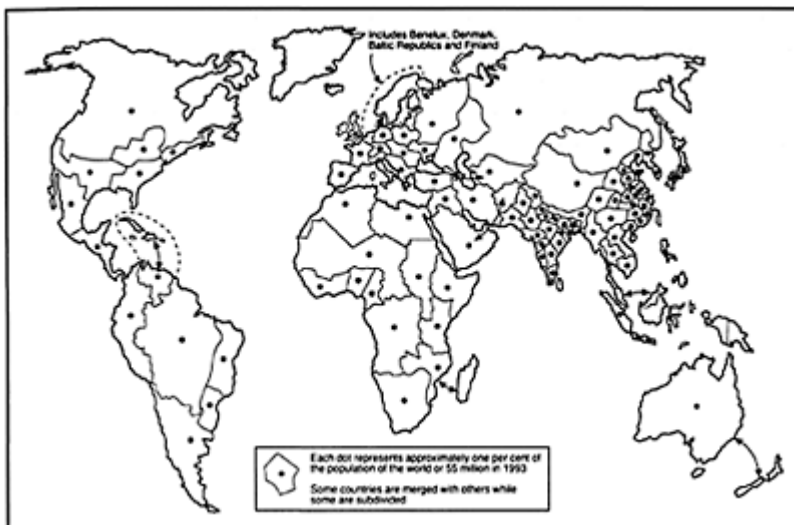 Includes Benelux, Denmark,
Baltic Republics and Finland
Each dot represents approximately one per cent of
the population of the world or 55 million in 1993
Some countries are merged with others while
some are subdivided